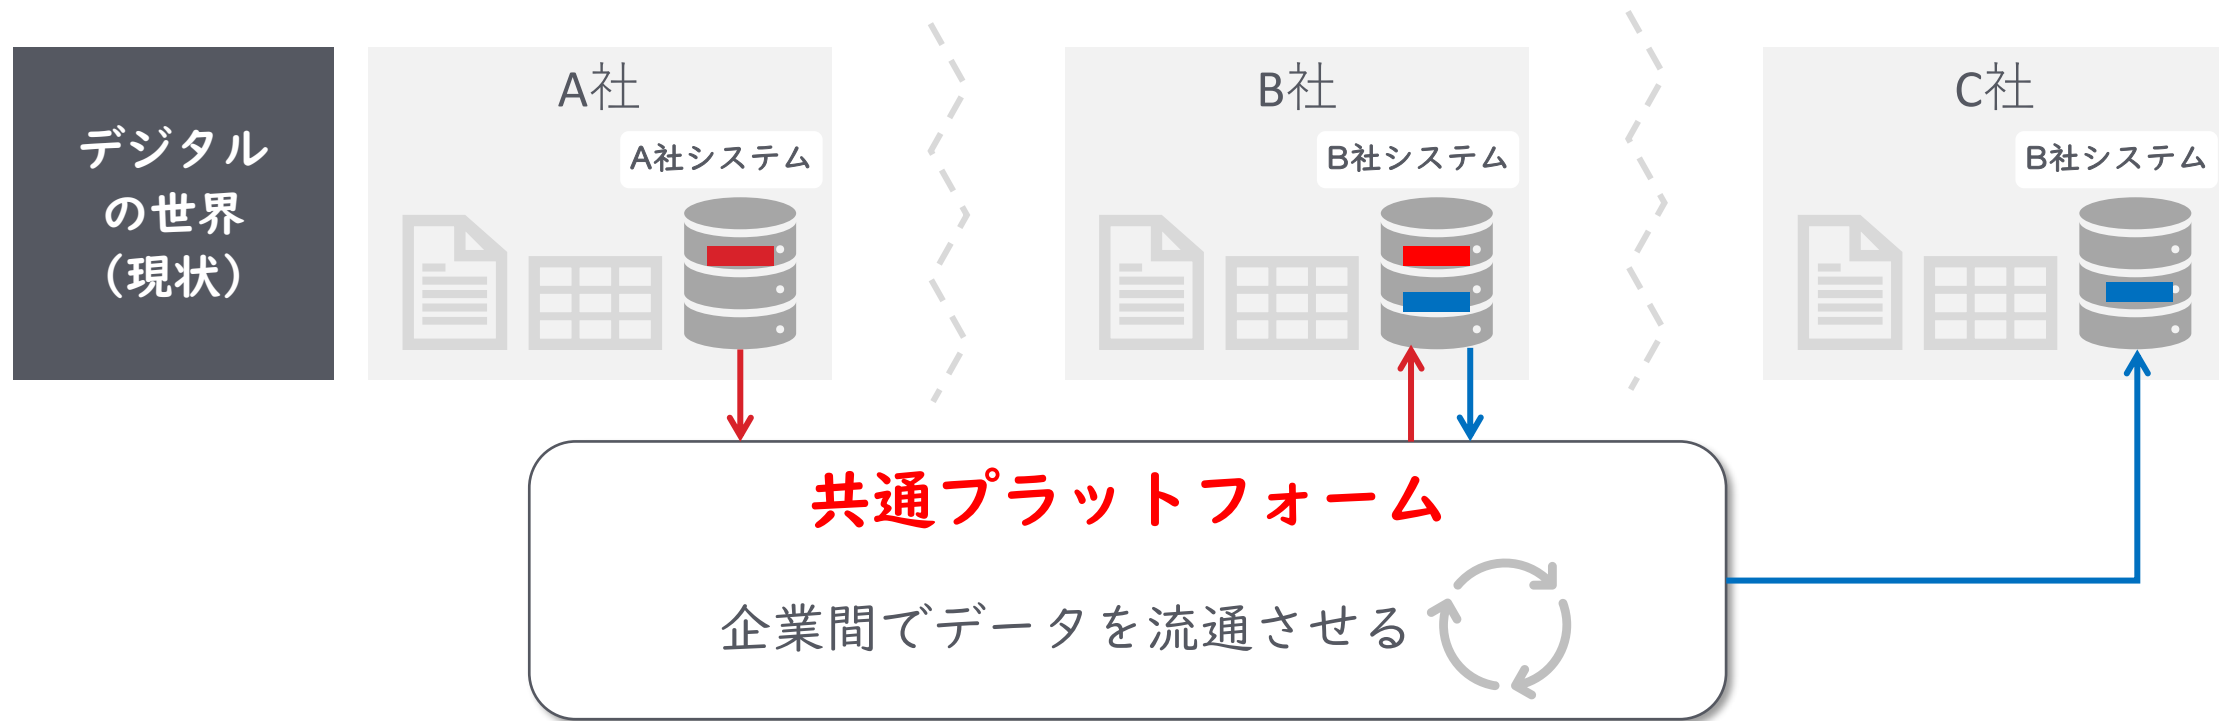 デジタル
の世界
（現状）
A社
A社システム
B社
B社システム
C社
B社システム
共通プラットフォーム
企業間でデータを流通させる